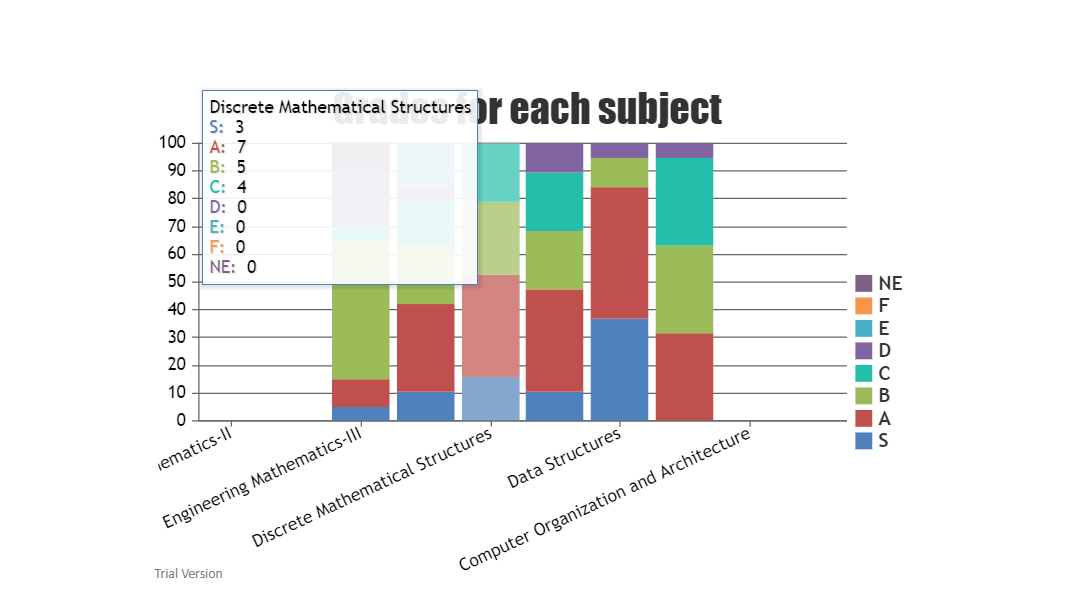 Grades for each subject
Discrete Mathematical Structures
S: 3
A: 7
B: 5
C: 4
D: 0
E: 0
F: 0
NE: 0
100
90
80
70
60
50
40
30
20
10
0
NE
F
E
D
C
B
A
S
ematics-II
Engineering Mathematics-III
Discrete Mathematical Structures
Data Structures
Computer Organization and Architecture
Trial Version